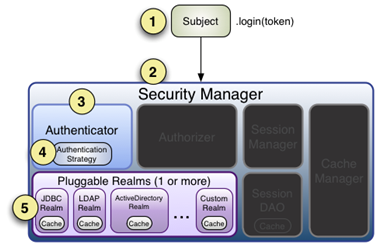 1
Subject
.login(token)
2
Security Manager
3
Authenticator
4
Authentication
Strategy
Authorizer
Session
Manager
Cache
Manager
Session
DAO
Cache
Pluggable Realms (1 or more)
5
JDBC
Realm
Cache
LDAP
Realm
Cache
ActiveDirectory
Realm
Cache
...
Custom
Realm
Cache